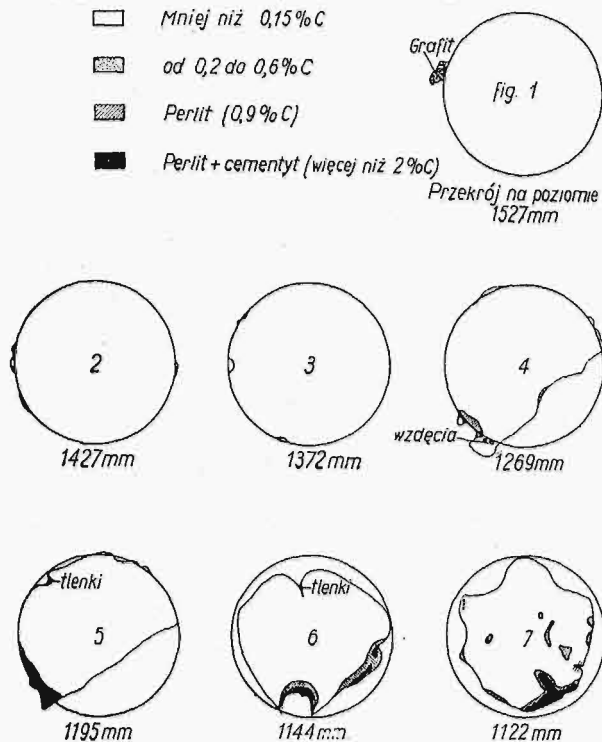 Mniej niż 0,15%C
od 0,2 do 0,6%C
Perlit (0,9%C)
Perlit + cementyt (więcej niż 2%C)
Grafit
fig. 1
Przekrój na poziomie
1527mm
2
1427mm
3
1372mm
4
wzdęcia
1269mm
tlenki
5
1195mm
tlenki
6
1144mm
7
1122mm